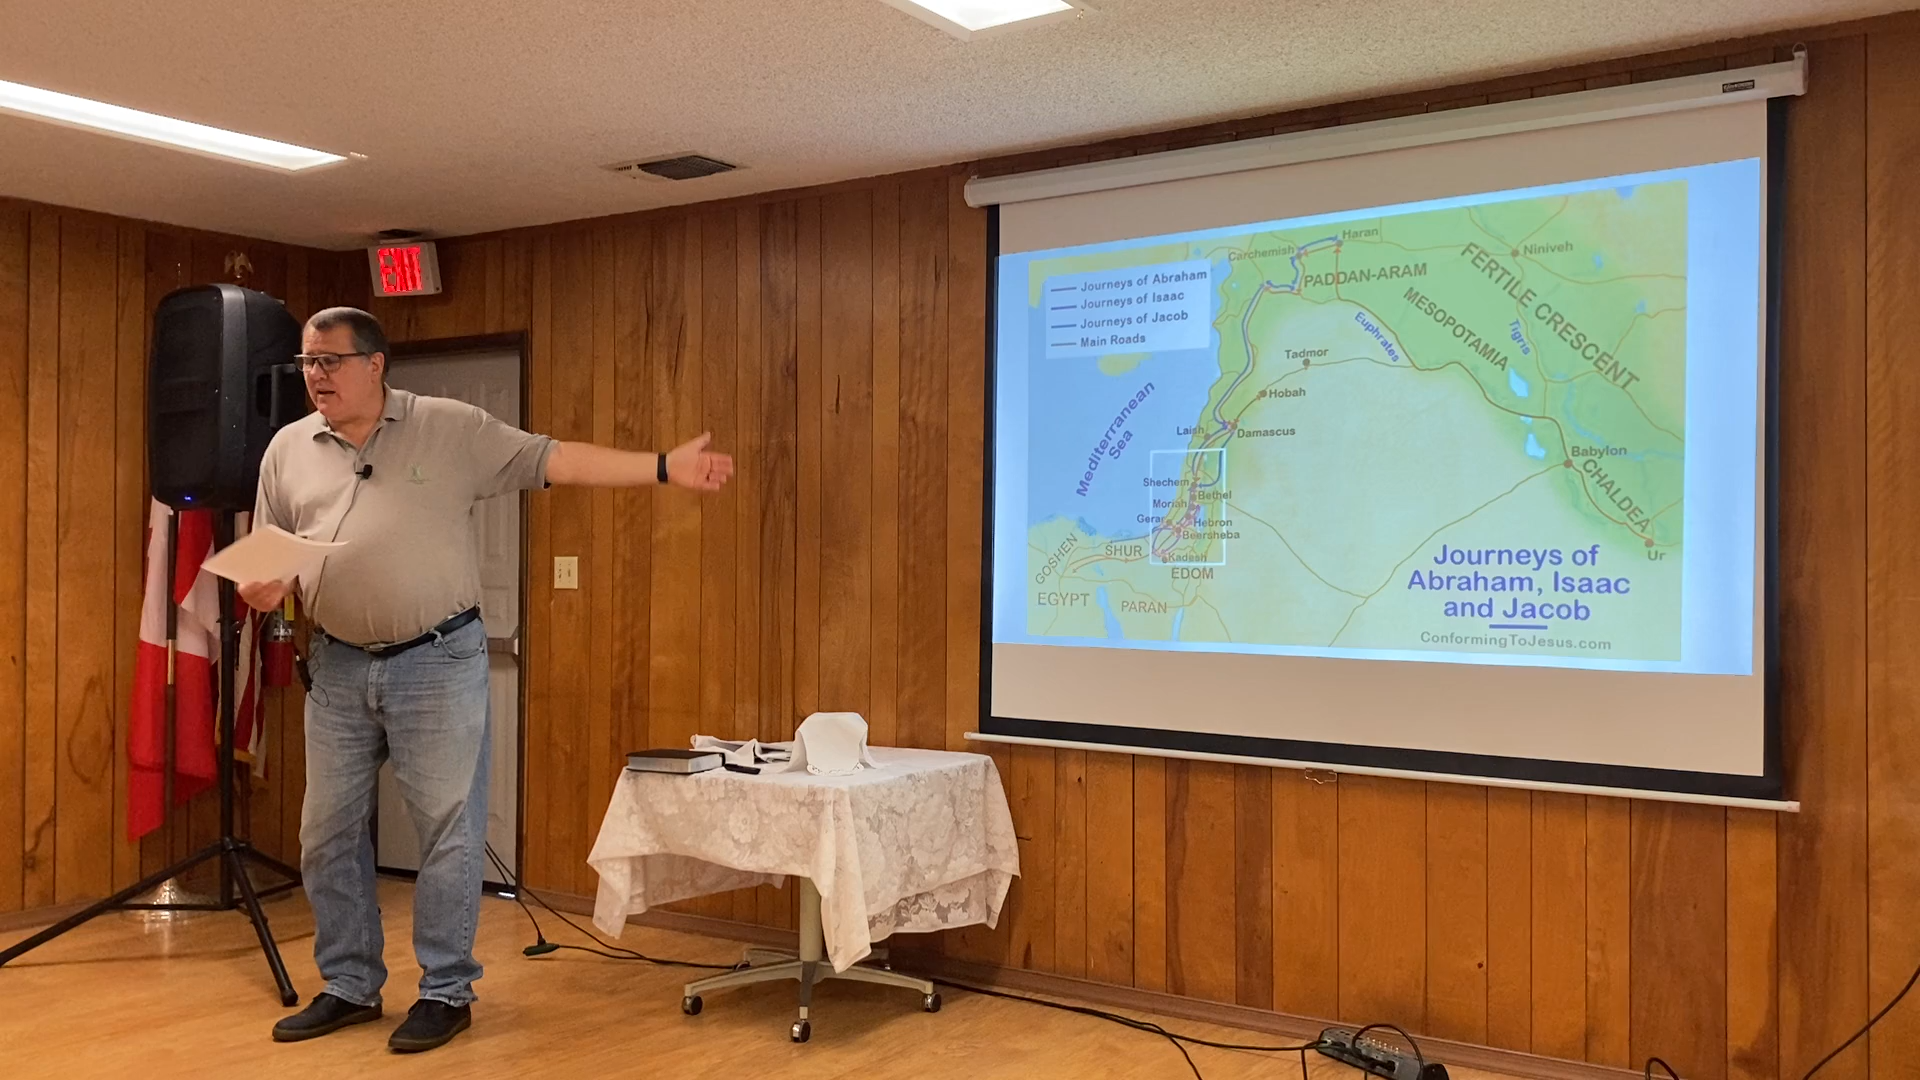 EXIT
Journeys of Abraham
Journeys of Isaac
Journeys of Jacob
Main Roads
Carchemish
Haran
PADDAN-ARAM
Niniveh
FERTILE CRESCENT
MESOPOTAMIA
Tigris
Euphrates
Tadmor
Hobah
Mediterranean
Sea
Laish
Damascus
Babylon
CHALDEA
Ur
Shechem
Bethel
Moriah
Gerar
Hebron
Beersheba
Kadesh
GOSHEN
SHUR
EDOM
EGYPT
PARAN
Journeys of
Abraham, Isaac
and Jacob
ConformingToJesus.com